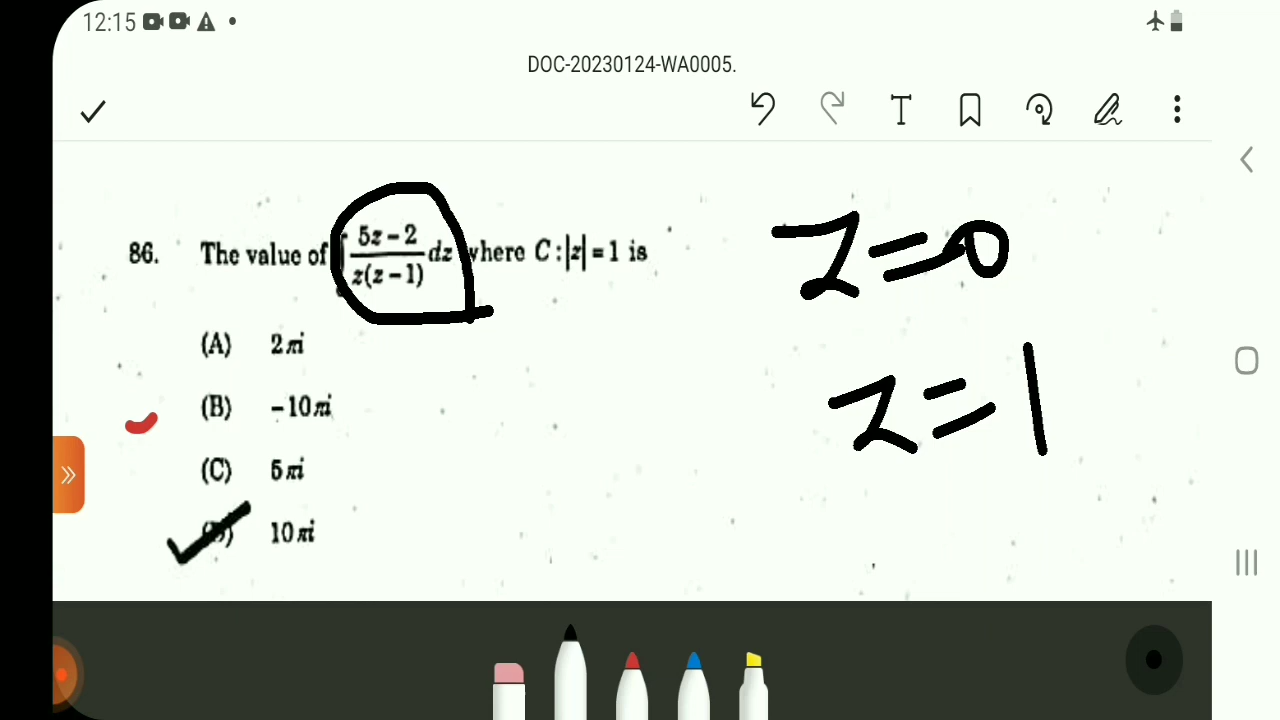 12:15
DOC-20230124-WA0005.
T
86. The value of ∫ (5z – 2)/(z(z – 1)) dz where C : |z| = 1 is
(A) 2πi
(B) –10πi
(C) 5πi
(D) 10πi
z=0
z=1